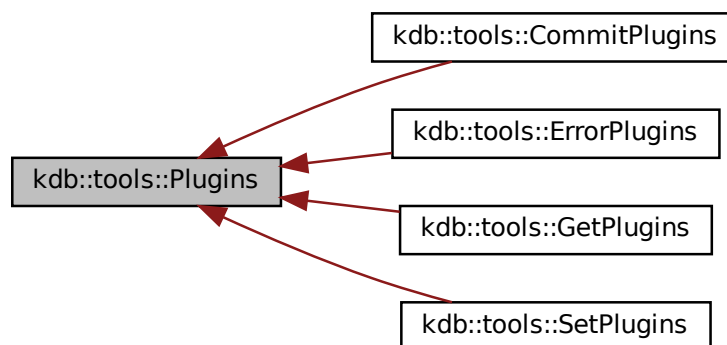 kdb::tools::CommitPlugins
kdb::tools::ErrorPlugins
kdb::tools::Plugins
kdb::tools::GetPlugins
kdb::tools::SetPlugins